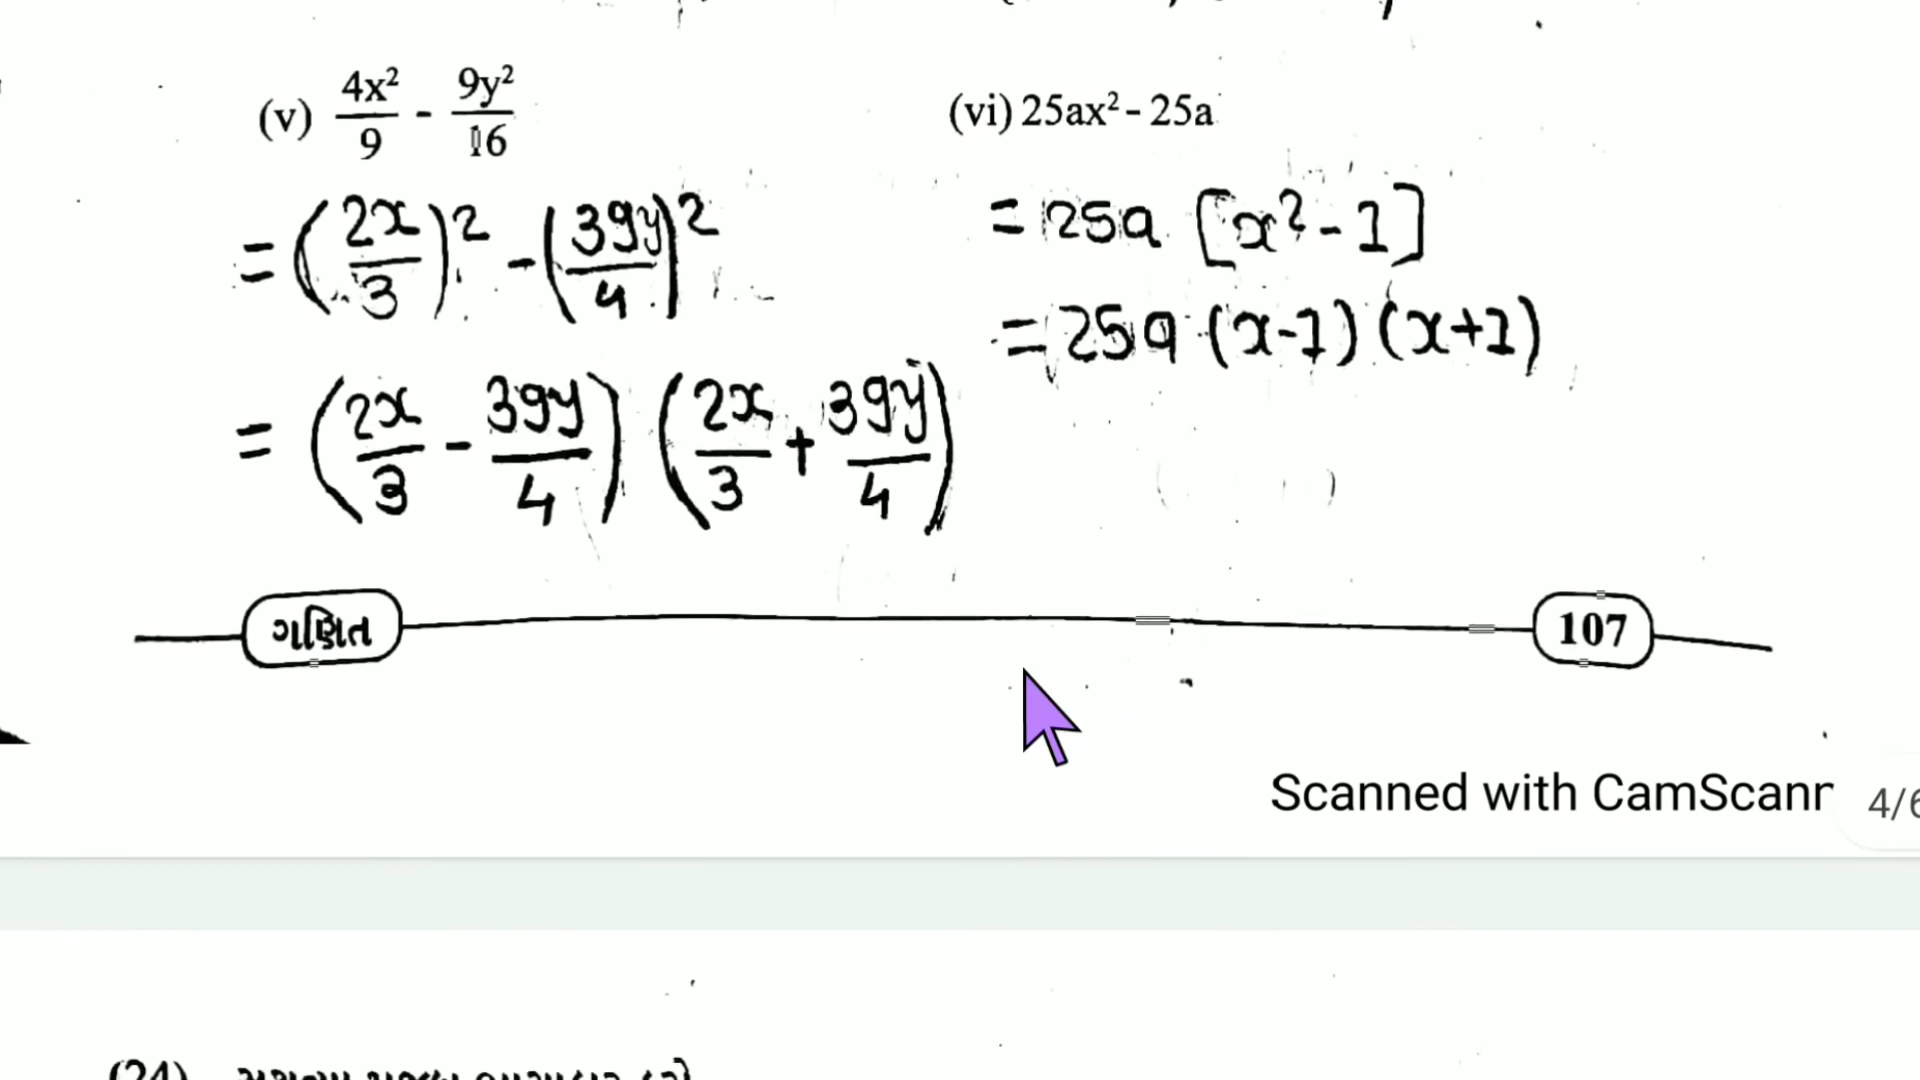 (v) 4x²/9 - 9y²/16
= (2x/3)² - (39y/4)²
= (2x/3 - 39y/4) (2x/3 + 39y/4)
(vi) 25ax² - 25a
= 25a [x² - 1]
= 25a (x-1) (x+1)
ગણિત
107
Scanned with CamScanr
4/6
(24)